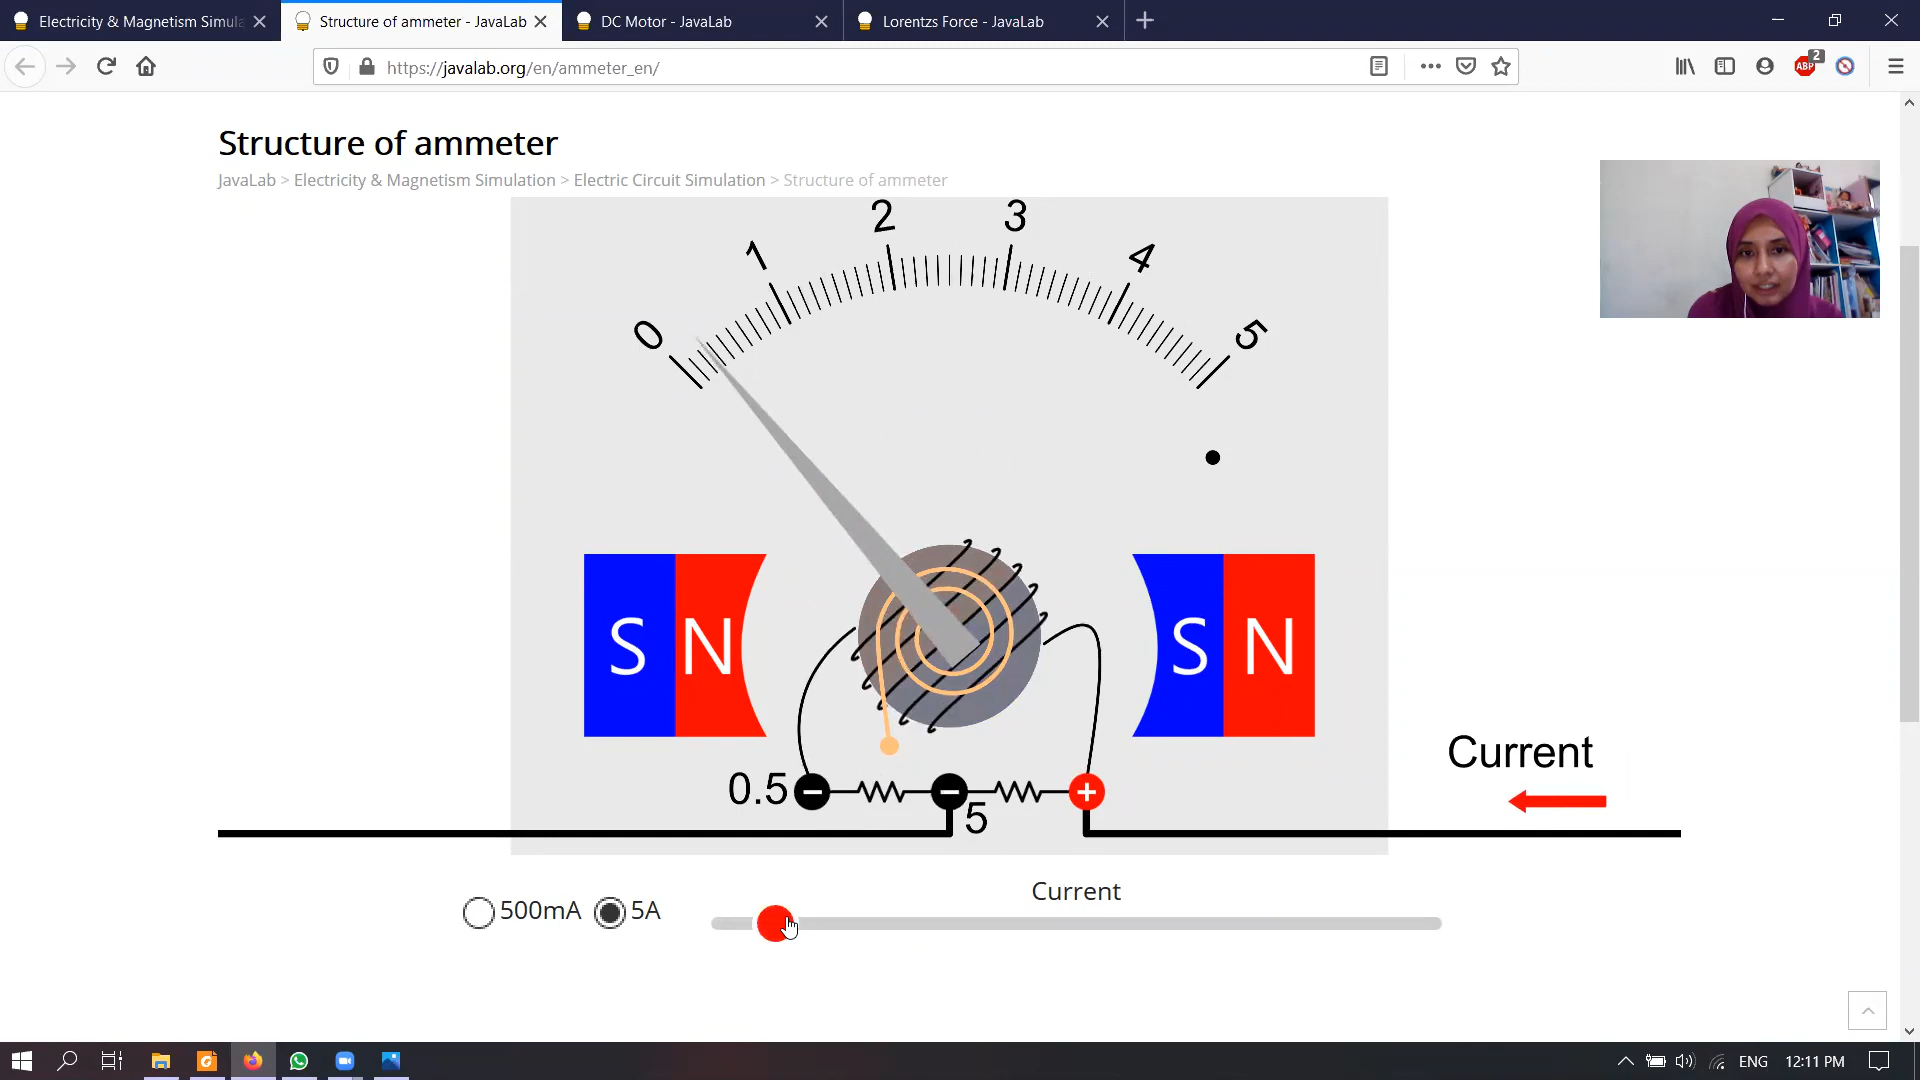 Electricity & Magnetism Simula
Structure of ammeter - JavaLab
DC Motor - JavaLab
Lorentzs Force - JavaLab
https://javalab.org/en/ammeter_en/
ABP
2
Structure of ammeter
JavaLab > Electricity & Magnetism Simulation > Electric Circuit Simulation > Structure of ammeter
0
1
2
3
4
5
S N
S N
Current
0.5 − − +
5
Current
500mA 5A
ENG 12:11 PM